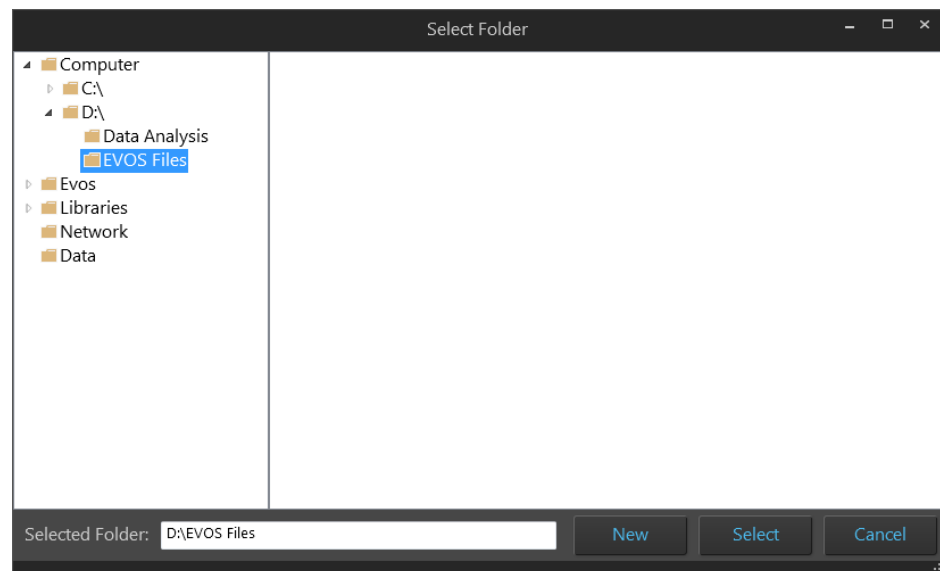 Select Folder
Computer
C:\
D:\
Data Analysis
EVOS Files
Evos
Libraries
Network
Data
Selected Folder: D:\EVOS Files New Select Cancel